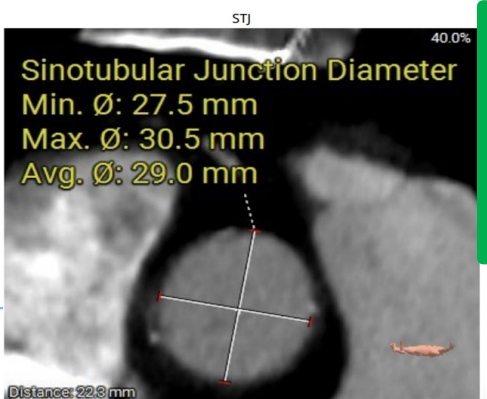 STJ
40.0%
Sinotubular Junction Diameter
Min. Ø: 27.5 mm
Max. Ø: 30.5 mm
Avg. Ø: 29.0 mm
Distance: 22.3 mm